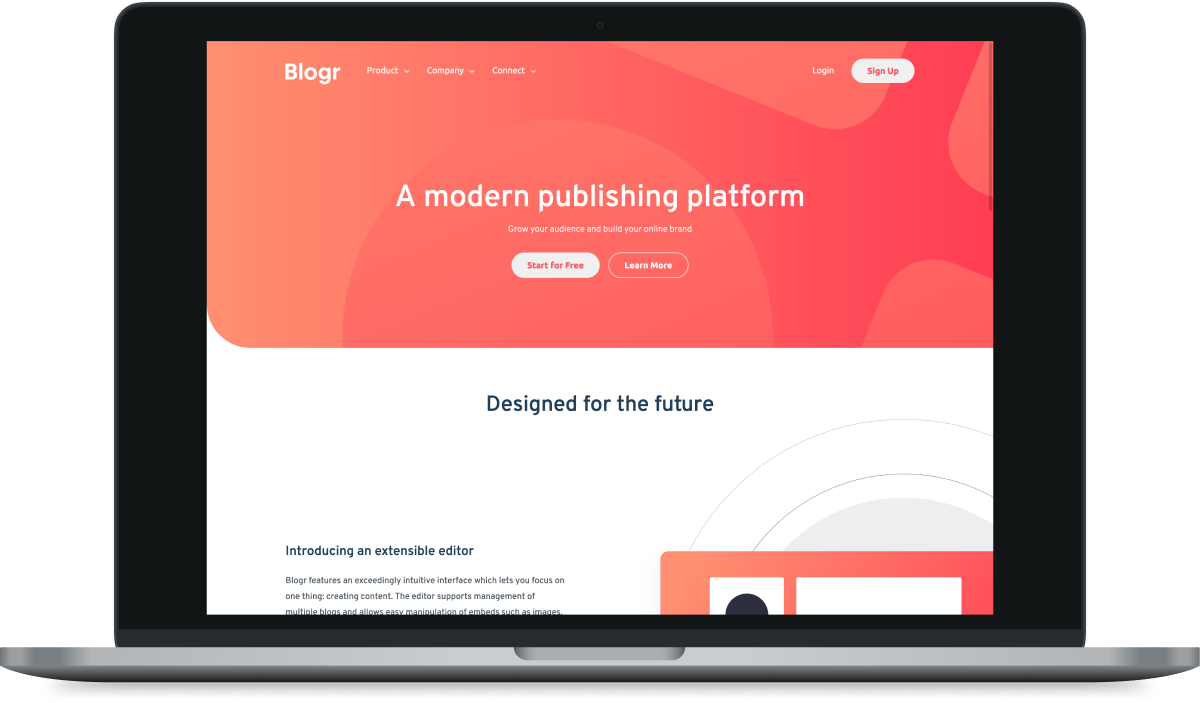 Blogr
Product
Company
Connect
Login
Sign Up
A modern publishing platform
Grow your audience and build your online brand
Start for Free
Learn More
Designed for the future
Introducing an extensible editor
Blogr features an exceedingly intuitive interface which lets you focus on
one thing: creating content. The editor supports management of
multiple blogs and allows easy manipulation of embeds such as images,